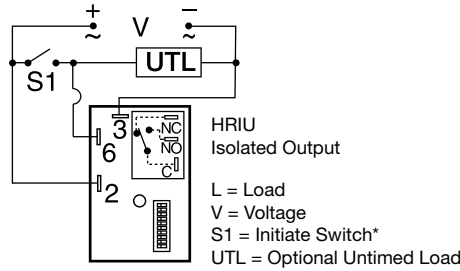 + V −
~ ~
UTL
S1
3
NC
6
NO
C
2
HRIU
Isolated Output
L = Load
V = Voltage
S1 = Initiate Switch*
UTL = Optional Untimed Load